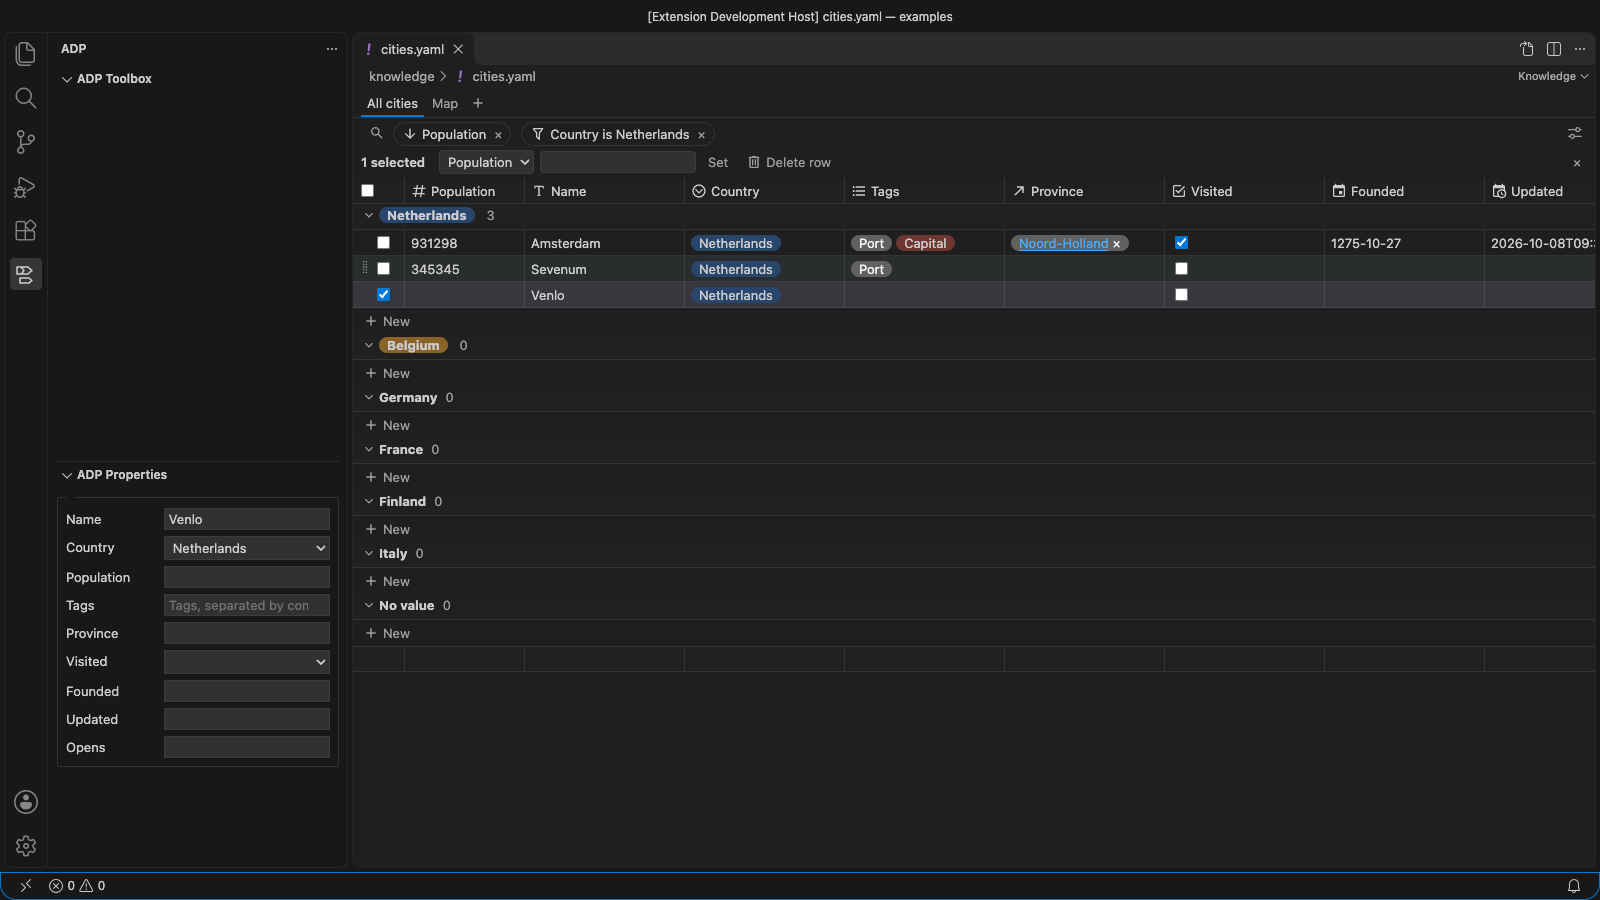 [Extension Development Host] cities.yaml — examples
ADP
ADP Toolbox
cities.yaml
knowledge > ! cities.yaml
Knowledge
All cities Map +
Population × Country is Netherlands ×
1 selected Population Set Delete row
# Population Name Country Tags Province Visited Founded Updated
Netherlands 3
931298 Amsterdam Netherlands Port Capital Noord-Holland × 1275-10-27 2026-10-08T09:
345345 Sevenum Netherlands Port
Venlo Netherlands
+ New
Belgium 0
+ New
Germany 0
+ New
France 0
+ New
Finland 0
+ New
Italy 0
+ New
No value 0
+ New
ADP Properties
Name Venlo
Country Netherlands
Population
Tags Tags, separated by con
Province
Visited
Founded
Updated
Opens
0 0